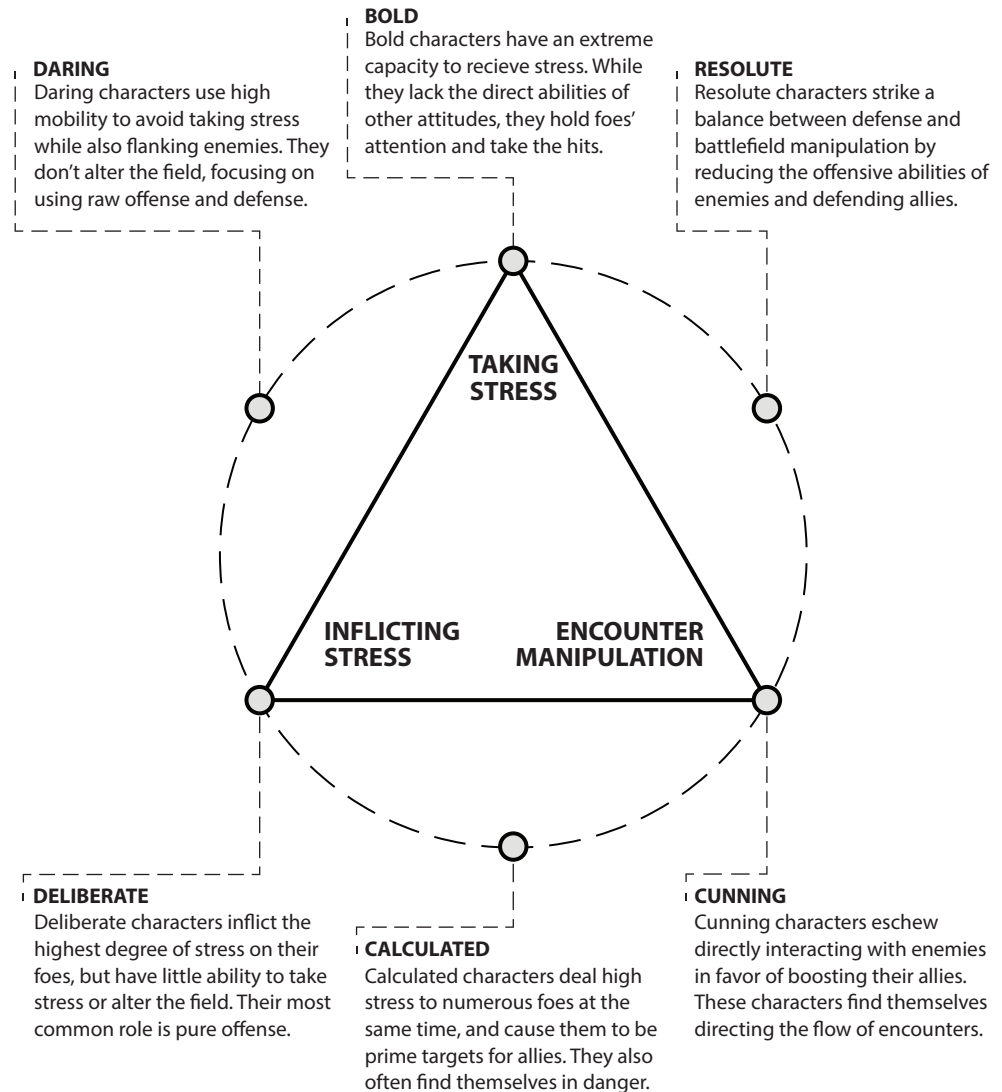 BOLD
Bold characters have an extreme
capacity to recieve stress. While
they lack the direct abilities of
other attitudes, they hold foes’
attention and take the hits.
DARING
Daring characters use high
mobility to avoid taking stress
while also flanking enemies. They
don’t alter the field, focusing on
using raw offense and defense.
RESOLUTE
Resolute characters strike a
balance between defense and
battlefield manipulation by
reducing the offensive abilities of
enemies and defending allies.
TAKING
STRESS
INFLICTING
STRESS
ENCOUNTER
MANIPULATION
DELIBERATE
Deliberate characters inflict the
highest degree of stress on their
foes, but have little ability to take
stress or alter the field. Their most
common role is pure offense.
CALCULATED
Calculated characters deal high
stress to numerous foes at the
same time, and cause them to be
prime targets for allies. They also
often find themselves in danger.
CUNNING
Cunning characters eschew
directly interacting with enemies
in favor of boosting their allies.
These characters find themselves
directing the flow of encounters.